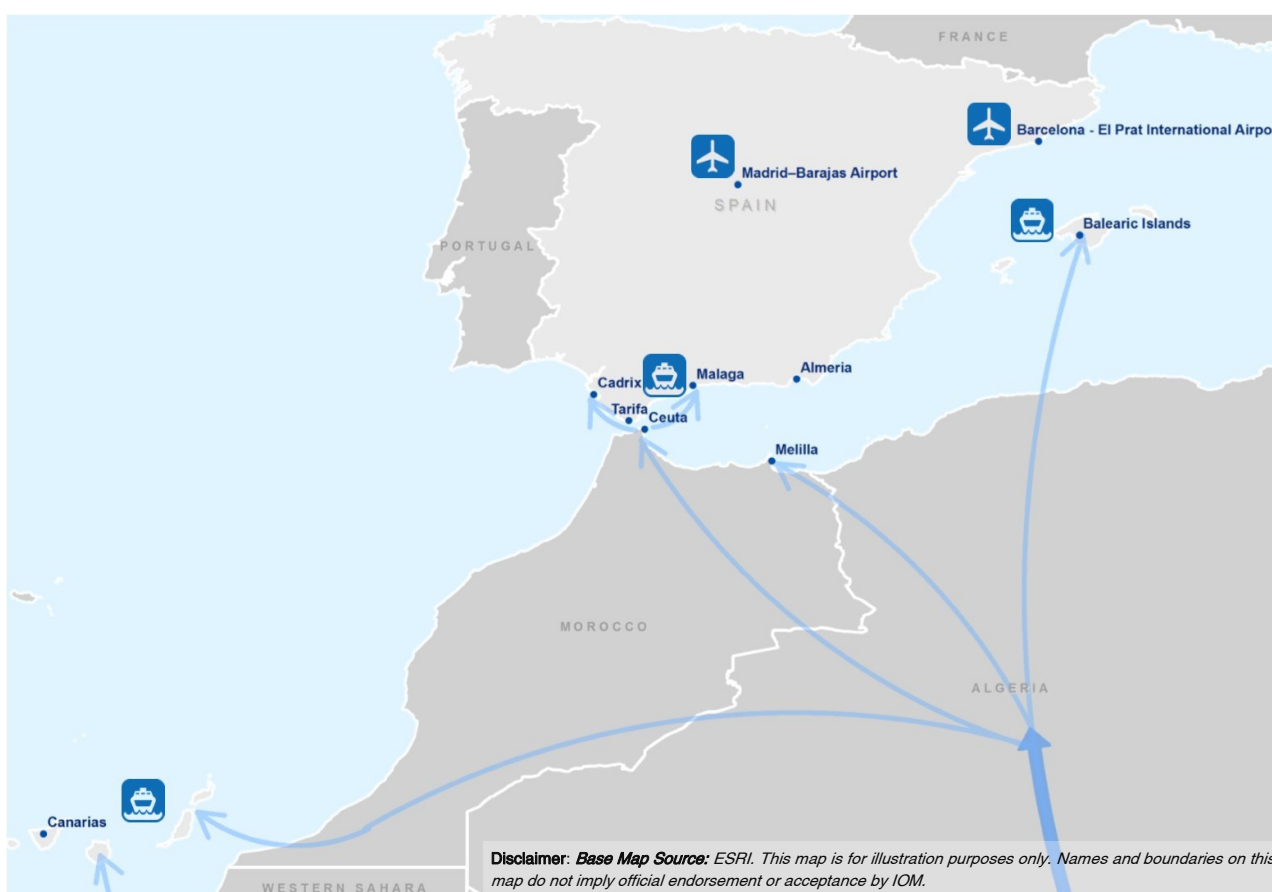 FRANCE
Barcelona - El Prat International Airpo
Madrid–Barajas Airport
SPAIN
Balearic Islands
PORTUGAL
Almeria
Malaga
Cadrix
Tarifa
Ceuta
Melilla
MOROCCO
ALGERIA
Canarias
Disclaimer: Base Map Source: ESRI. This map is for illustration purposes only. Names and boundaries on this
map do not imply official endorsement or acceptance by IOM.
WESTERN SAHARA